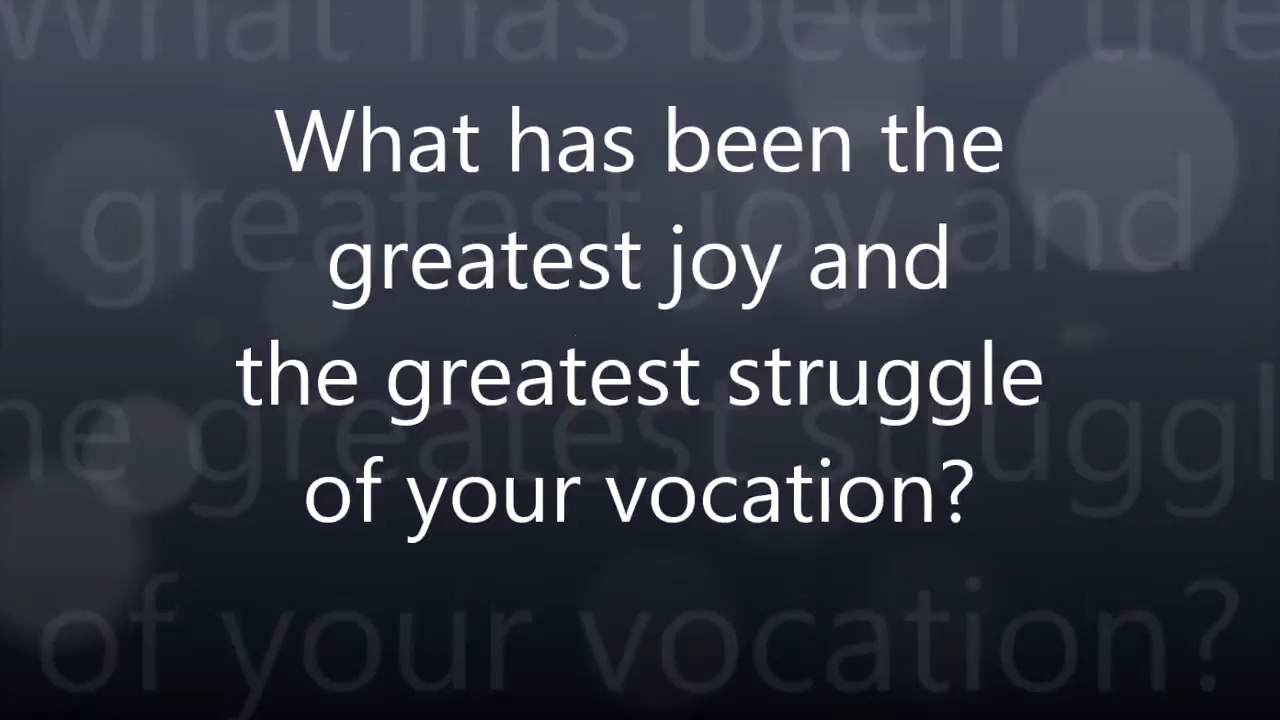 What has been the
greatest joy and
the greatest struggle
of your vocation?